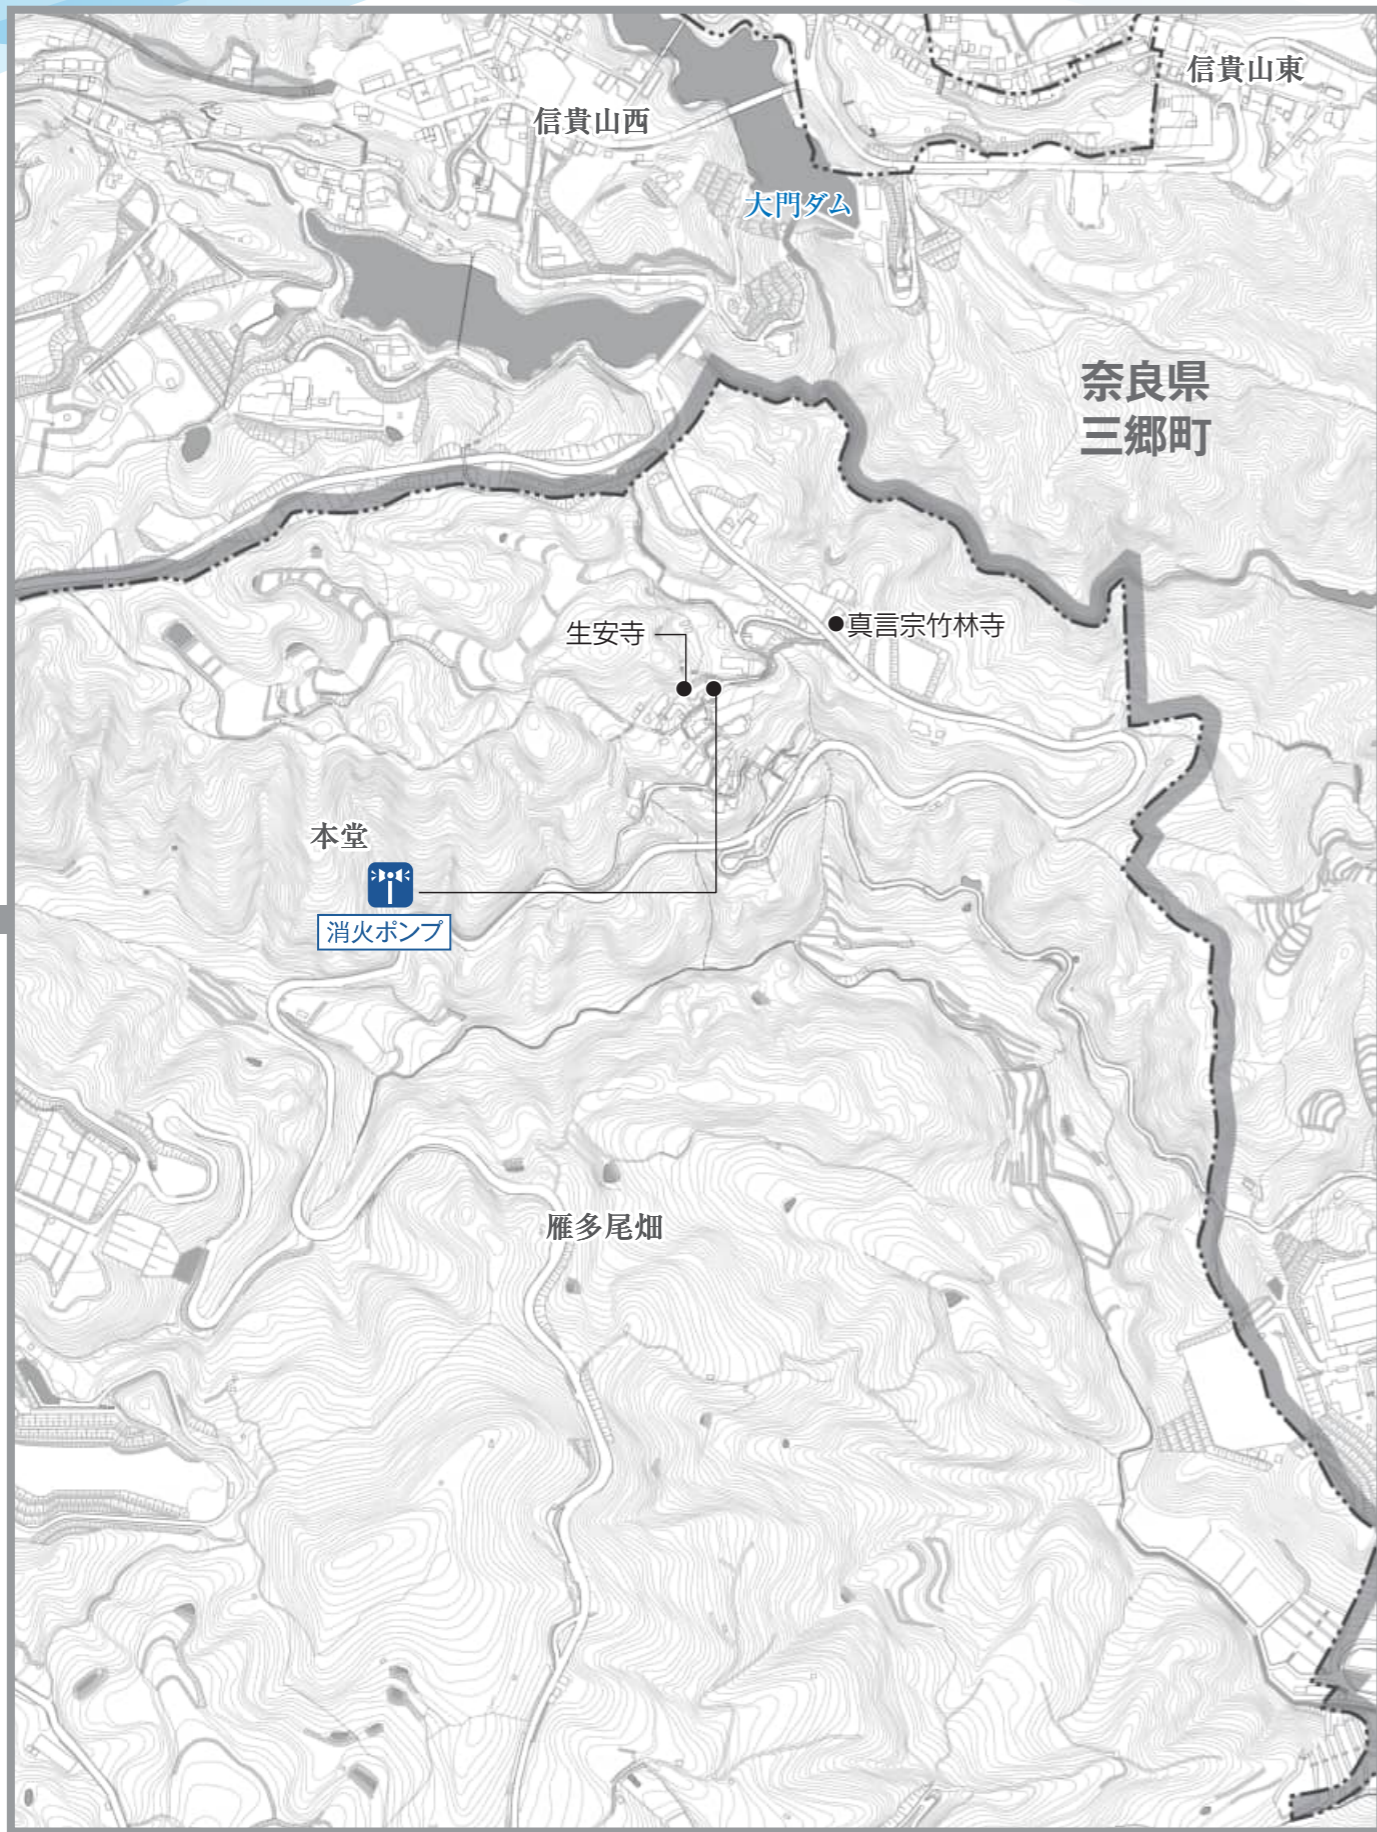 信貴山東
信貴山西
大門ダム
奈良県
三郷町
真言宗竹林寺
生安寺
本堂
消火ポンプ
雁多尾畑